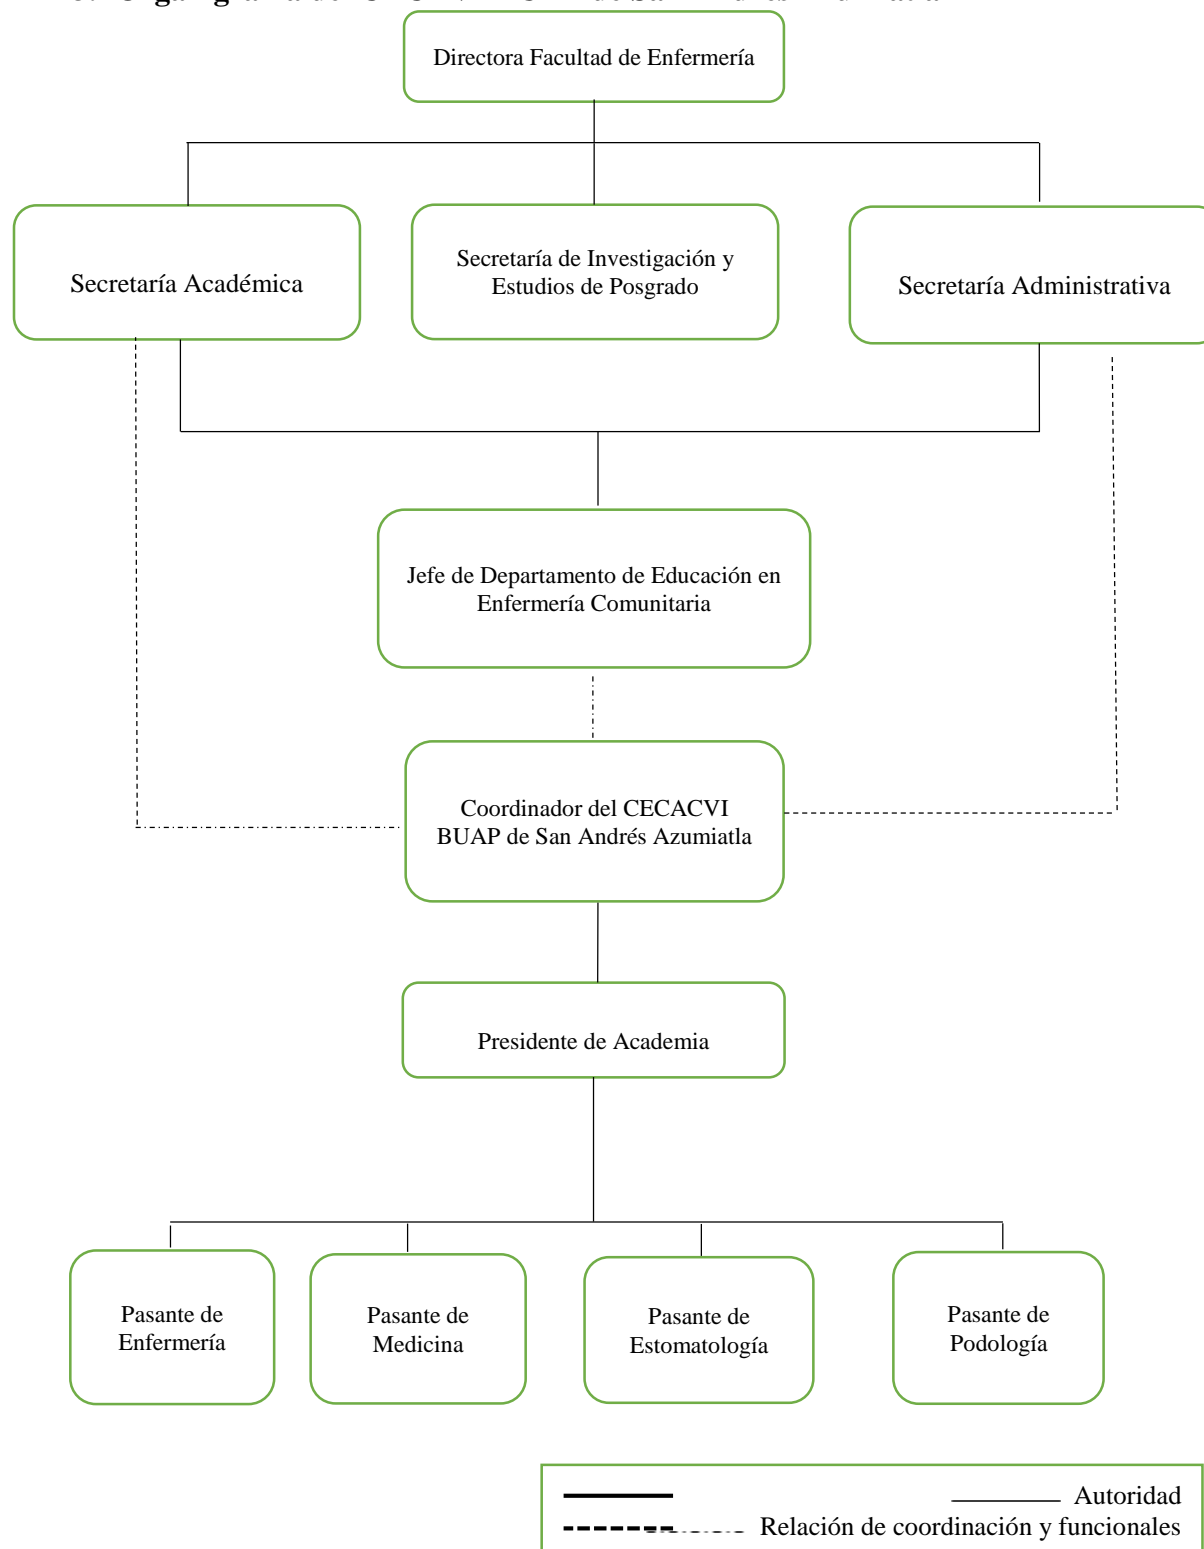 Directora Facultad de Enfermería
Secretaría Académica
Secretaría de Investigación y
Estudios de Posgrado
Secretaría Administrativa
Jefe de Departamento de Educación en
Enfermería Comunitaria
Coordinador del CECACVI
BUAP de San Andrés Azumiatla
Presidente de Academia
Pasante de
Enfermería
Pasante de
Medicina
Pasante de
Estomatología
Pasante de
Podología
Autoridad
Relación de coordinación y funcionales